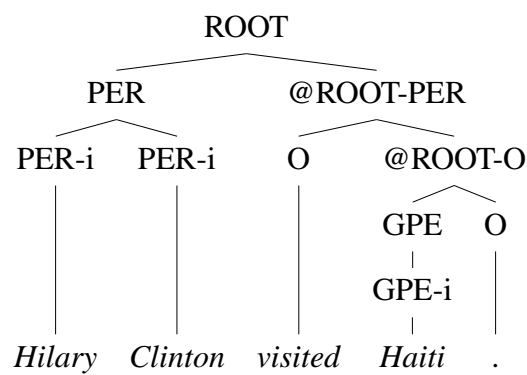 ROOT
PER @ROOT-PER
PER-i PER-i O @ROOT-O
GPE O
GPE-i
Hilary Clinton visited Haiti .